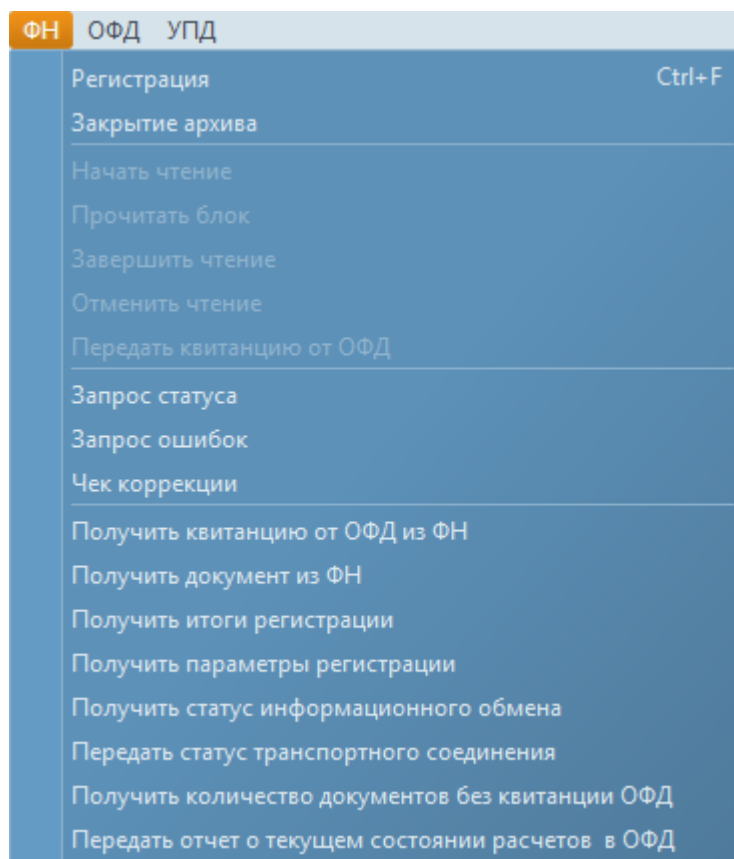 ФН ОФД УПД
Регистрация Ctrl+F
Закрытие архива
Начать чтение
Прочитать блок
Завершить чтение
Отменить чтение
Передать квитанцию от ОФД
Запрос статуса
Запрос ошибок
Чек коррекции
Получить квитанцию от ОФД из ФН
Получить документ из ФН
Получить итоги регистрации
Получить параметры регистрации
Получить статус информационного обмена
Передать статус транспортного соединения
Получить количество документов без квитанции ОФД
Передать отчет о текущем состоянии расчетов в ОФД